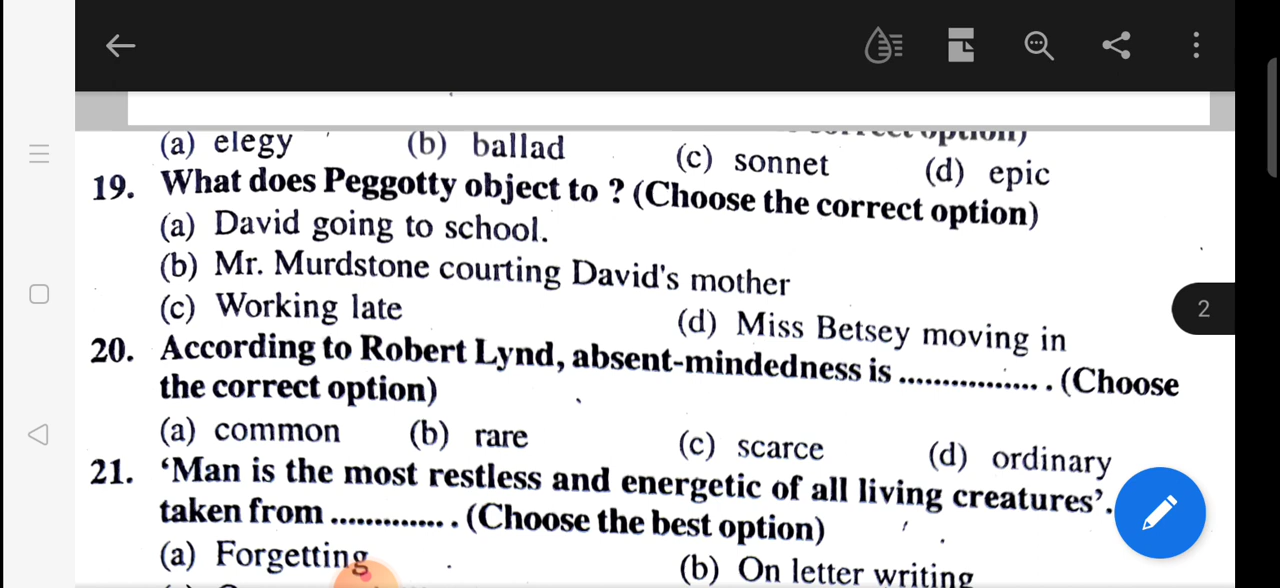 (a) elegy (b) ballad (c) sonnet (d) epic
19. What does Peggotty object to ? (Choose the correct option)
(a) David going to school.
(b) Mr. Murdstone courting David's mother
(c) Working late (d) Miss Betsey moving in
2
20. According to Robert Lynd, absent-mindedness is ................. . (Choose
the correct option)
(a) common (b) rare (c) scarce (d) ordinary
21. ‘Man is the most restless and energetic of all living creatures’.
taken from .............. . (Choose the best option)
(a) Forgetting (b) On letter writing